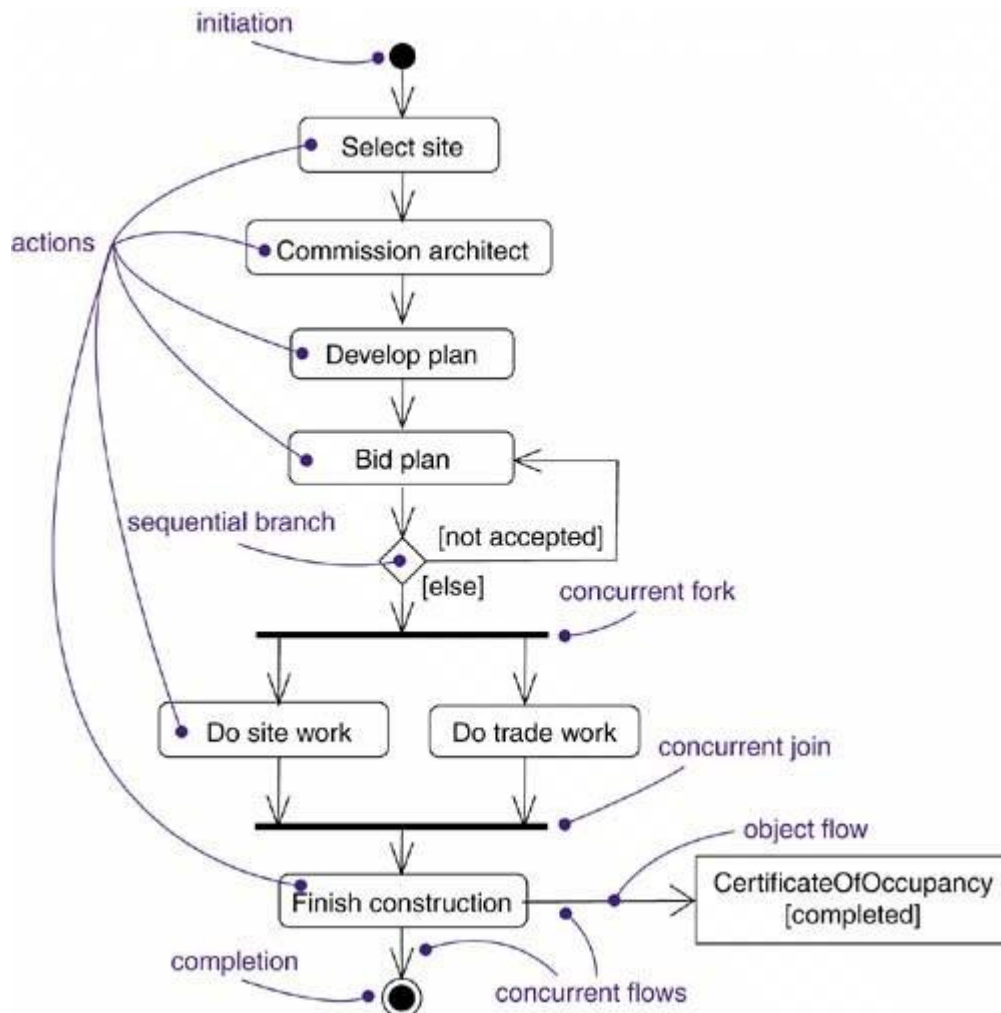 initiation
Select site
actions
Commission architect
Develop plan
Bid plan
sequential branch
[not accepted]
[else]
concurrent fork
Do site work
Do trade work
concurrent join
object flow
Finish construction
CertificateOfOccupancy
[completed]
completion
concurrent flows